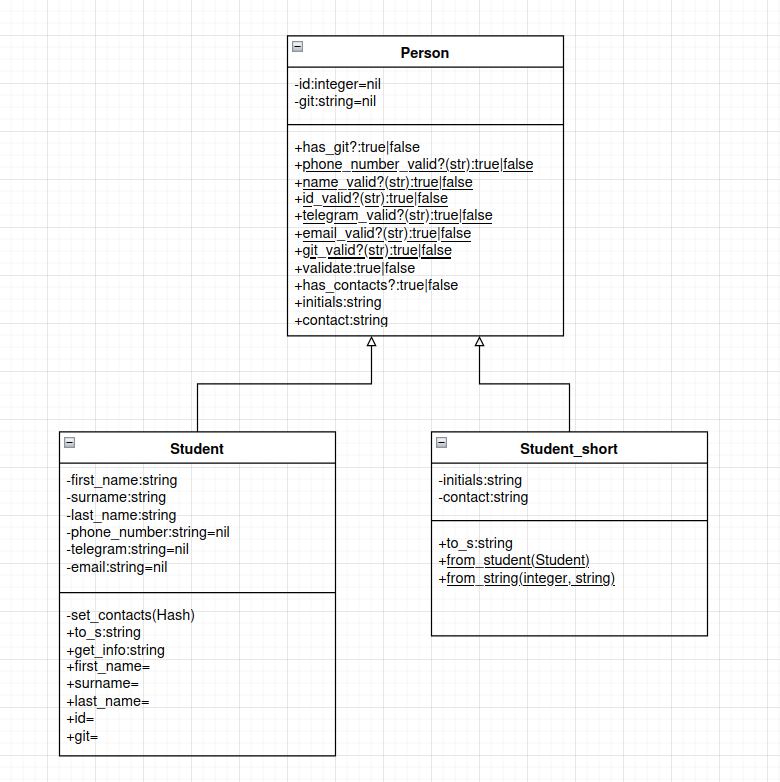 Person
-id:integer=nil
-git:string=nil
+has_git?:true|false
+phone_number_valid?(str):true|false
+name_valid?(str):true|false
+id_valid?(str):true|false
+telegram_valid?(str):true|false
+email_valid?(str):true|false
+git_valid?(str):true|false
+validate:true|false
+has_contacts?:true|false
+initials:string
+contact:string
Student
-first_name:string
-surname:string
-last_name:string
-phone_number:string=nil
-telegram:string=nil
-email:string=nil
-set_contacts(Hash)
+to_s:string
+get_info:string
+first_name=
+surname=
+last_name=
+id=
+git=
Student_short
-initials:string
-contact:string
+to_s:string
+from_student(Student)
+from_string(integer, string)